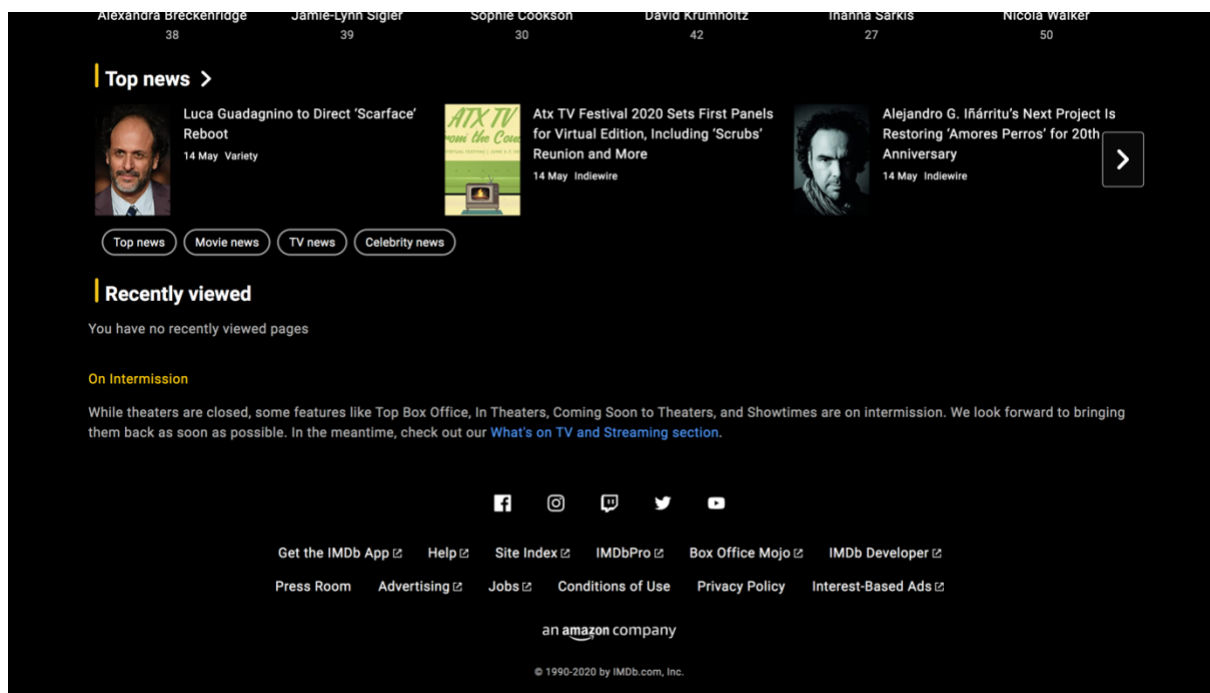 Alexandra Breckenridge Jamie-Lynn Sigler Sophie Cookson David Krumholtz Inanna Sarkis Nicola Walker
38 39 30 42 27 50
Top news
Luca Guadagnino to Direct ‘Scarface’
Reboot
14 May Variety
ATX TV
from the Couch
Atx TV Festival 2020 Sets First Panels
for Virtual Edition, Including ‘Scrubs’
Reunion and More
14 May Indiewire
Alejandro G. Iñárritu’s Next Project Is
Restoring ‘Amores Perros’ for 20th
Anniversary
14 May Indiewire
Top news Movie news TV news Celebrity news
Recently viewed
You have no recently viewed pages
On Intermission
While theaters are closed, some features like Top Box Office, In Theaters, Coming Soon to Theaters, and Showtimes are on intermission. We look forward to bringing
them back as soon as possible. In the meantime, check out our What’s on TV and Streaming section.
Get the IMDb App Help Site Index IMDbPro Box Office Mojo IMDb Developer
Press Room Advertising Jobs Conditions of Use Privacy Policy Interest-Based Ads
an amazon company
© 1990-2020 by IMDb.com, Inc.